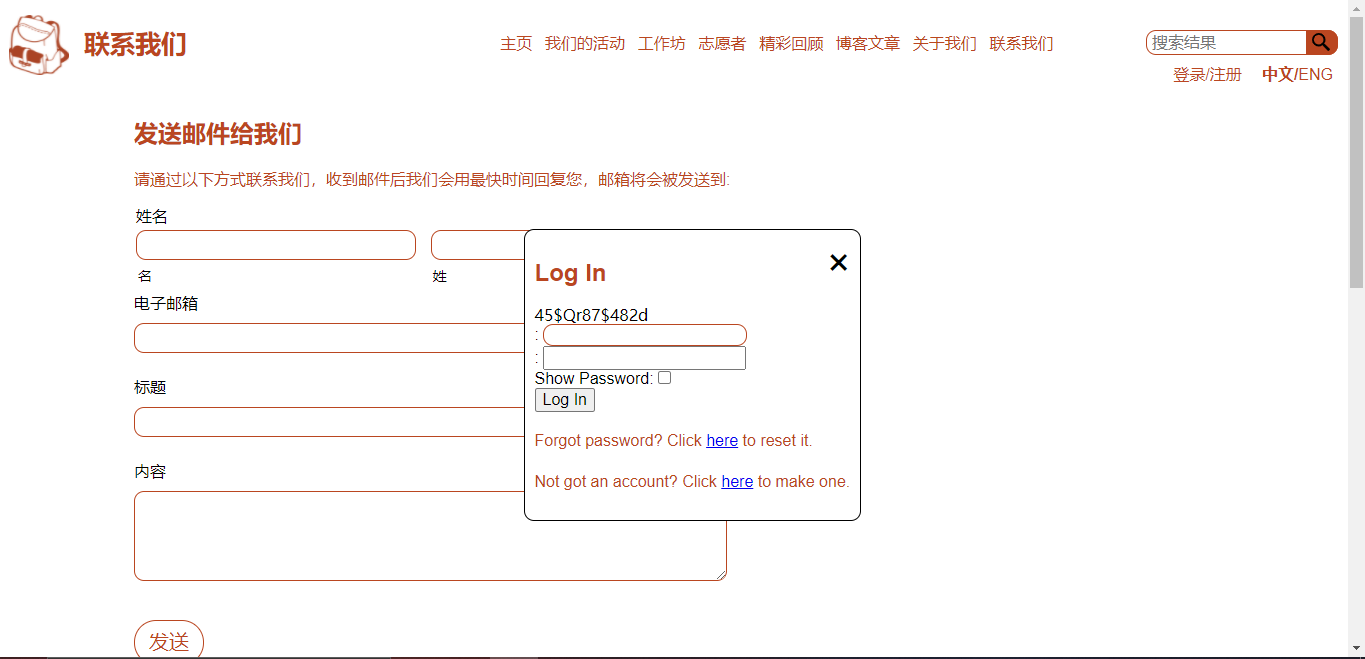 联系我们
主页 我们的活动 工作坊 志愿者 精彩回顾 博客文章 关于我们 联系我们
搜索结果
登录/注册 中文/ENG
发送邮件给我们
请通过以下方式联系我们，收到邮件后我们会用最快时间回复您，邮箱将会被发送到:
姓名
名 姓
电子邮箱
标题
内容
发送
Log In
45$Qr87$482d
:
:
Show Password:
Log In
Forgot password? Click here to reset it.
Not got an account? Click here to make one.